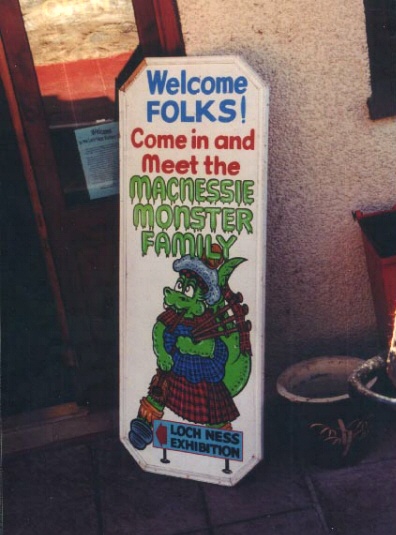 Welcome
FOLKS!
Come in and
Meet the
MACNESSIE
MONSTER
FAMILY
LOCH NESS
EXHIBITION